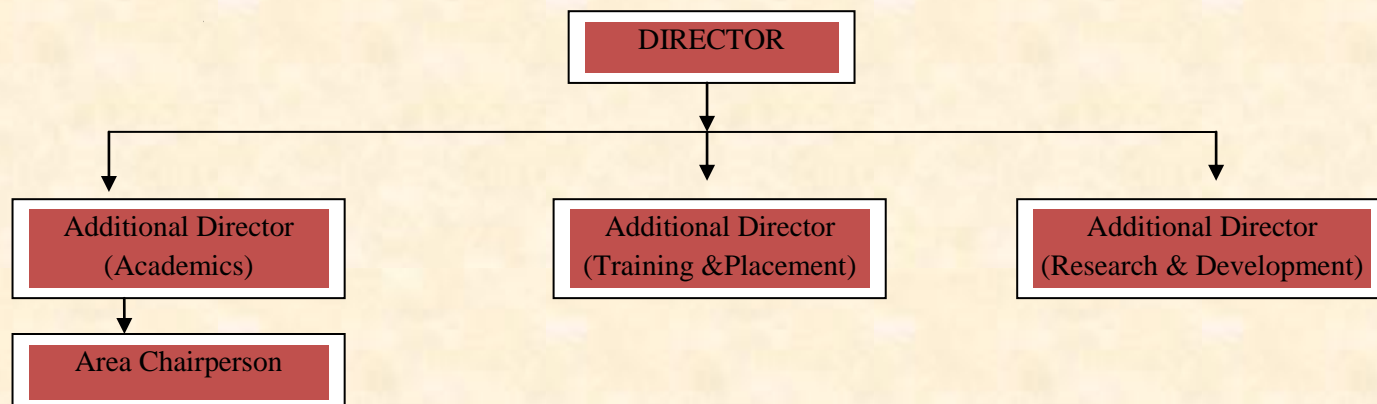 DIRECTOR
Additional Director
(Academics)
Additional Director
(Training &Placement)
Additional Director
(Research & Development)
Area Chairperson